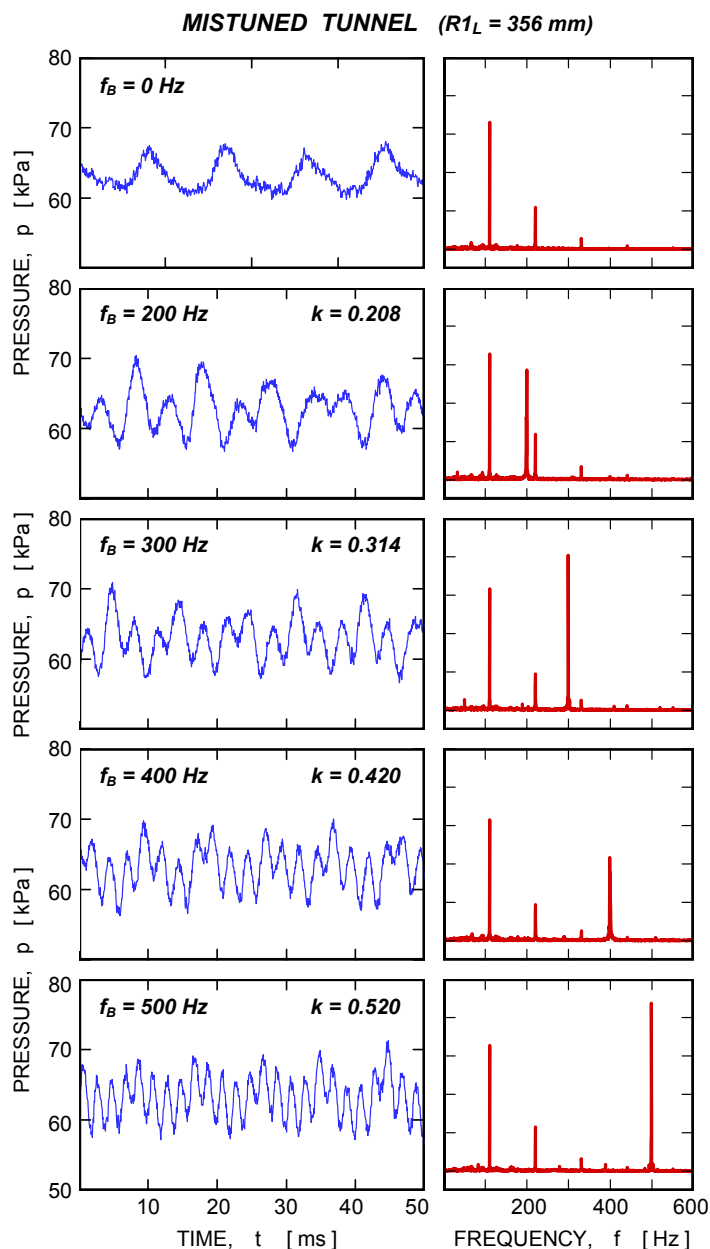 MISTUNED TUNNEL (R1L = 356 mm)
80
70
60
fB = 0 Hz
PRESSURE, p [ kPa ]
80
70
60
fB = 200 Hz k = 0.208
80
70
60
fB = 300 Hz k = 0.314
PRESSURE, p [ kPa ]
80
70
60
fB = 400 Hz k = 0.420
80
70
60
50
fB = 500 Hz k = 0.520
PRESSURE, p [ kPa ]
10 20 30 40 50
200 400 600
TIME, t [ ms ]
FREQUENCY, f [ Hz ]